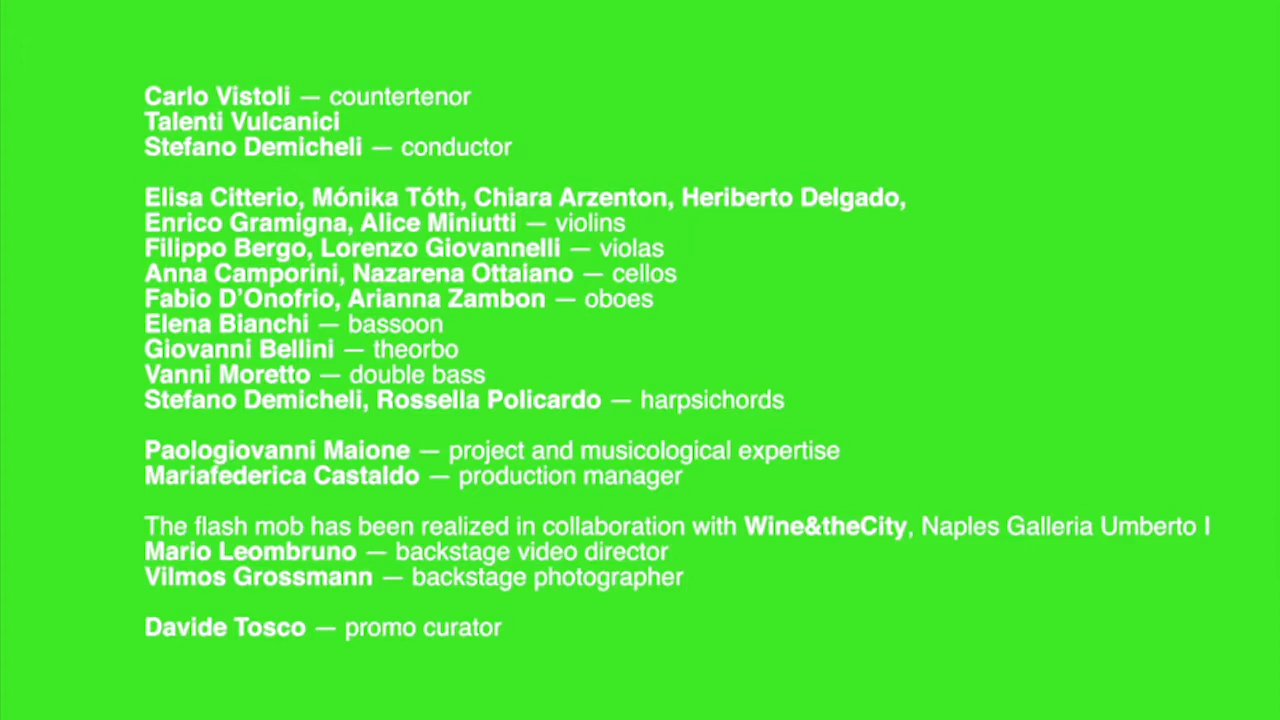 Carlo Vistoli — countertenor
Talenti Vulcanici
Stefano Demicheli — conductor
Elisa Citterio, Mónika Tóth, Chiara Arzenton, Heriberto Delgado,
Enrico Gramigna, Alice Miniutti — violins
Filippo Bergo, Lorenzo Giovannelli — violas
Anna Camporini, Nazarena Ottaiano — cellos
Fabio D'Onofrio, Arianna Zambon — oboes
Elena Bianchi — bassoon
Giovanni Bellini — theorbo
Vanni Moretto — double bass
Stefano Demicheli, Rossella Policardo — harpsichords
Paologiovanni Maione — project and musicological expertise
Mariafederica Castaldo — production manager
The flash mob has been realized in collaboration with Wine&theCity, Naples Galleria Umberto I
Mario Leombruno — backstage video director
Vilmos Grossmann — backstage photographer
Davide Tosco — promo curator